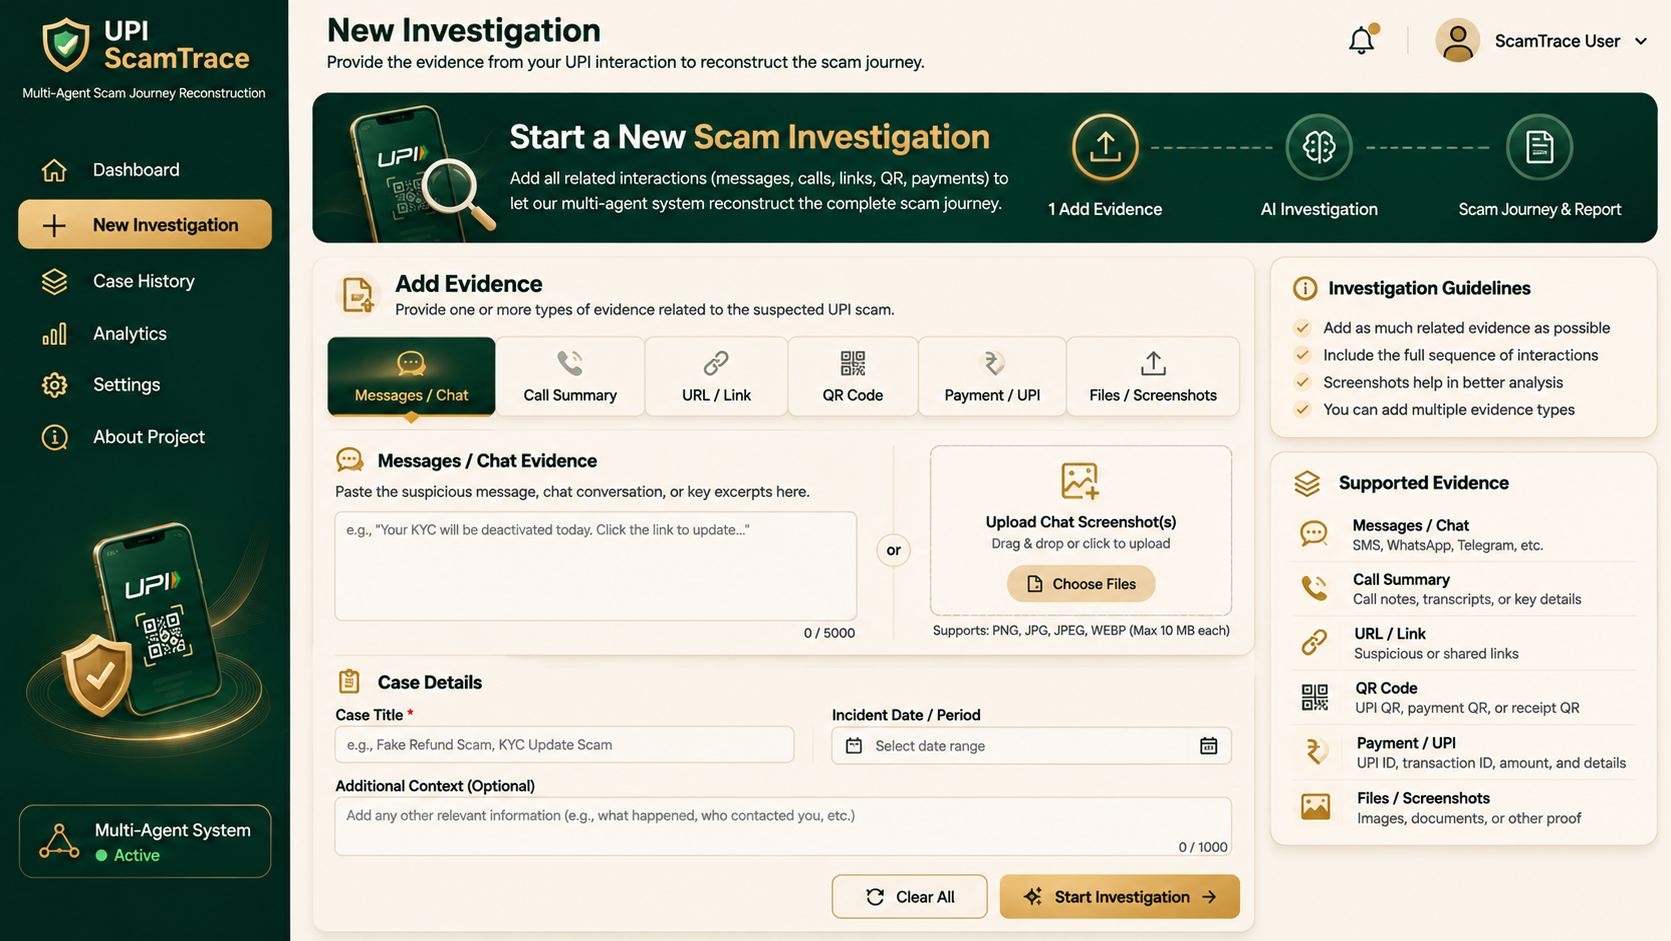 UPI
ScamTrace
Multi-Agent Scam Journey Reconstruction
Dashboard
New Investigation
Case History
Analytics
Settings
About Project
UPI
Multi-Agent System
Active
New Investigation
Provide the evidence from your UPI interaction to reconstruct the scam journey.
ScamTrace User
UPI
Start a New Scam Investigation
Add all related interactions (messages, calls, links, QR, payments) to
let our multi-agent system reconstruct the complete scam journey.
1 Add Evidence
AI Investigation
Scam Journey & Report
Add Evidence
Provide one or more types of evidence related to the suspected UPI scam.
Messages / Chat
Call Summary
URL / Link
QR Code
Payment / UPI
Files / Screenshots
Messages / Chat Evidence
Paste the suspicious message, chat conversation, or key excerpts here.
e.g., "Your KYC will be deactivated today. Click the link to update..."
0 / 5000
or
Upload Chat Screenshot(s)
Drag & drop or click to upload
Choose Files
Supports: PNG, JPG, JPEG, WEBP (Max 10 MB each)
Case Details
Case Title *
e.g., Fake Refund Scam, KYC Update Scam
Incident Date / Period
Select date range
Additional Context (Optional)
Add any other relevant information (e.g., what happened, who contacted you, etc.)
0 / 1000
Clear All
Start Investigation
Investigation Guidelines
Add as much related evidence as possible
Include the full sequence of interactions
Screenshots help in better analysis
You can add multiple evidence types
Supported Evidence
Messages / Chat
SMS, WhatsApp, Telegram, etc.
Call Summary
Call notes, transcripts, or key details
URL / Link
Suspicious or shared links
QR Code
UPI QR, payment QR, or receipt QR
Payment / UPI
UPI ID, transaction ID, amount, and details
Files / Screenshots
Images, documents, or other proof